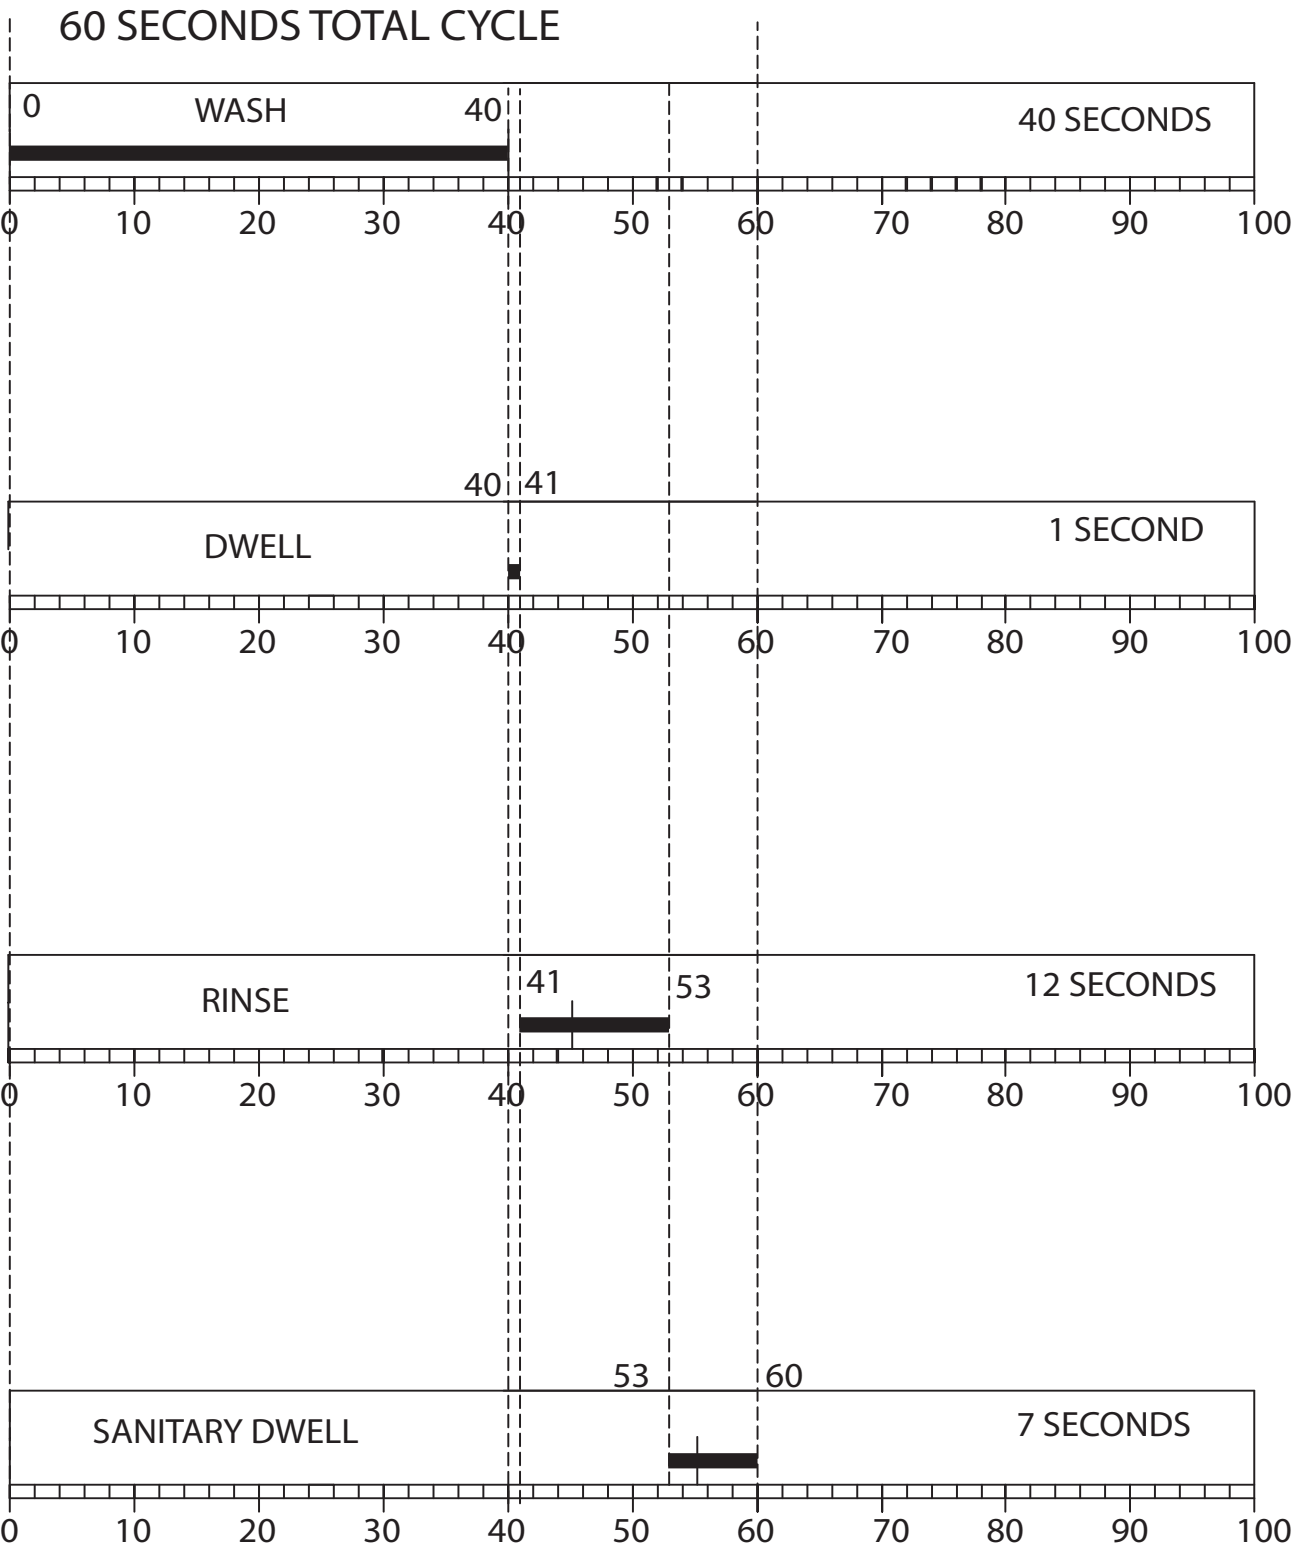 60 SECONDS TOTAL CYCLE
0 WASH 40 40 SECONDS
0 10 20 30 40 50 60 70 80 90 100
40 41
DWELL 1 SECOND
0 10 20 30 40 50 60 70 80 90 100
RINSE 41 53 12 SECONDS
0 10 20 30 40 50 60 70 80 90 100
53 60
SANITARY DWELL 7 SECONDS
0 10 20 30 40 50 60 70 80 90 100